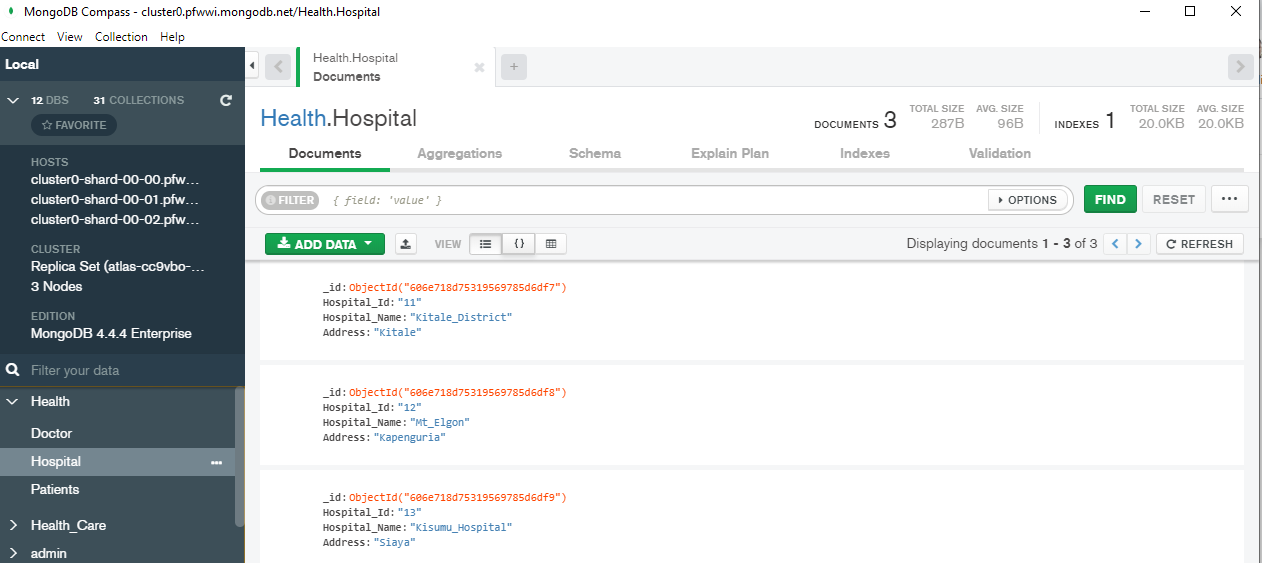 MongoDB Compass - cluster0.pfwwi.mongodb.net/Health.Hospital
Connect View Collection Help
Local
12 DBS 31 COLLECTIONS
☆ FAVORITE
HOSTS
cluster0-shard-00-00.pfw...
cluster0-shard-00-01.pfw...
cluster0-shard-00-02.pfw...
CLUSTER
Replica Set (atlas-cc9vbo-...
3 Nodes
EDITION
MongoDB 4.4.4 Enterprise
Filter your data
Health
Doctor
Hospital
Patients
Health_Care
admin
Health.Hospital
Documents
Health.Hospital
DOCUMENTS 3 TOTAL SIZE 287B AVG. SIZE 96B INDEXES 1 TOTAL SIZE 20.0KB AVG. SIZE 20.0KB
Documents Aggregations Schema Explain Plan Indexes Validation
FILTER { field: 'value' } OPTIONS FIND RESET ...
ADD DATA VIEW {} Displaying documents 1 - 3 of 3 REFRESH
_id: ObjectId("606e718d75319569785d6df7")
Hospital_Id: "11"
Hospital_Name: "Kitale_District"
Address: "Kitale"
_id: ObjectId("606e718d75319569785d6df8")
Hospital_Id: "12"
Hospital_Name: "Mt_Elgon"
Address: "Kapenguria"
_id: ObjectId("606e718d75319569785d6df9")
Hospital_Id: "13"
Hospital_Name: "Kisumu_Hospital"
Address: "Siaya"